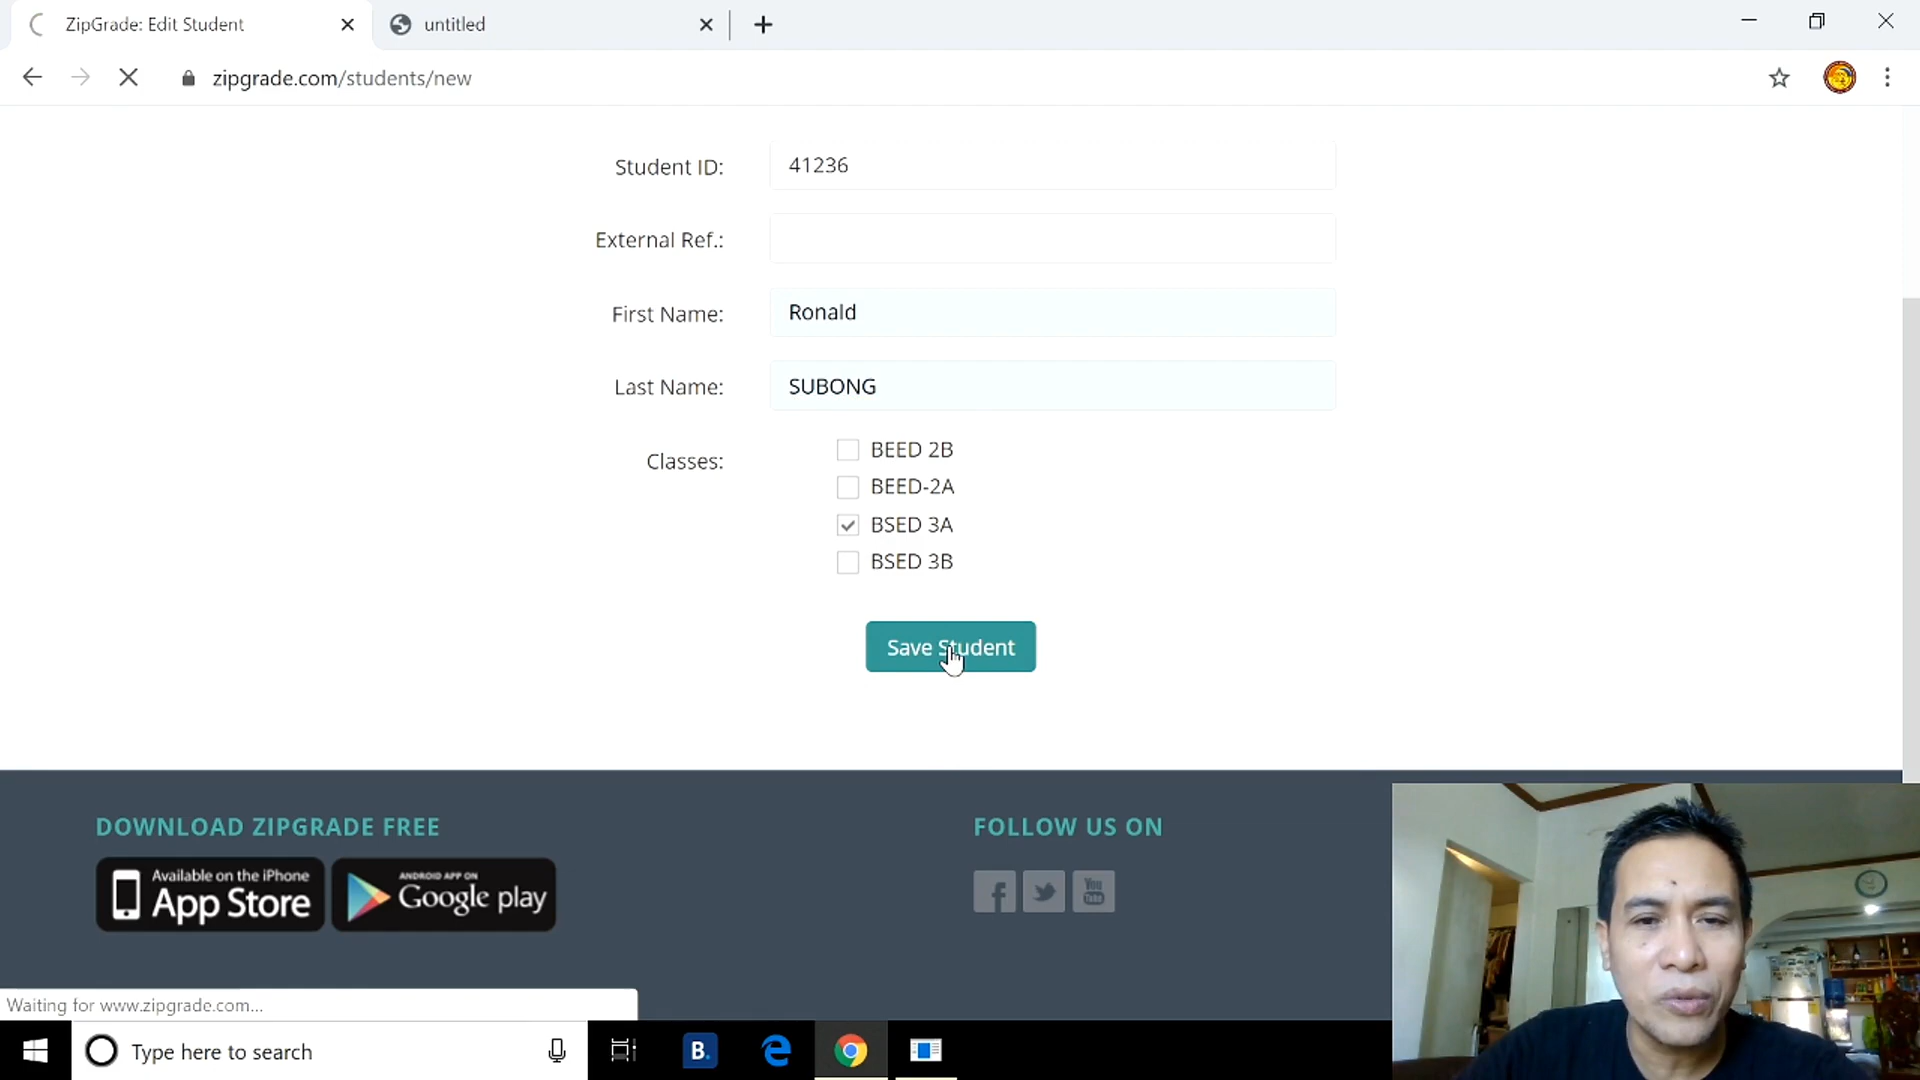 ZipGrade: Edit Student
untitled
zipgrade.com/students/new
Student ID: 41236
External Ref.:
First Name: Ronald
Last Name: SUBONG
Classes:
BEED 2B
BEED-2A
BSED 3A
BSED 3B
Save Student
DOWNLOAD ZIPGRADE FREE
FOLLOW US ON
Available on the iPhone
App Store
ANDROID APP ON
Google play
You
Tube
Waiting for www.zipgrade.com...
Type here to search
B.